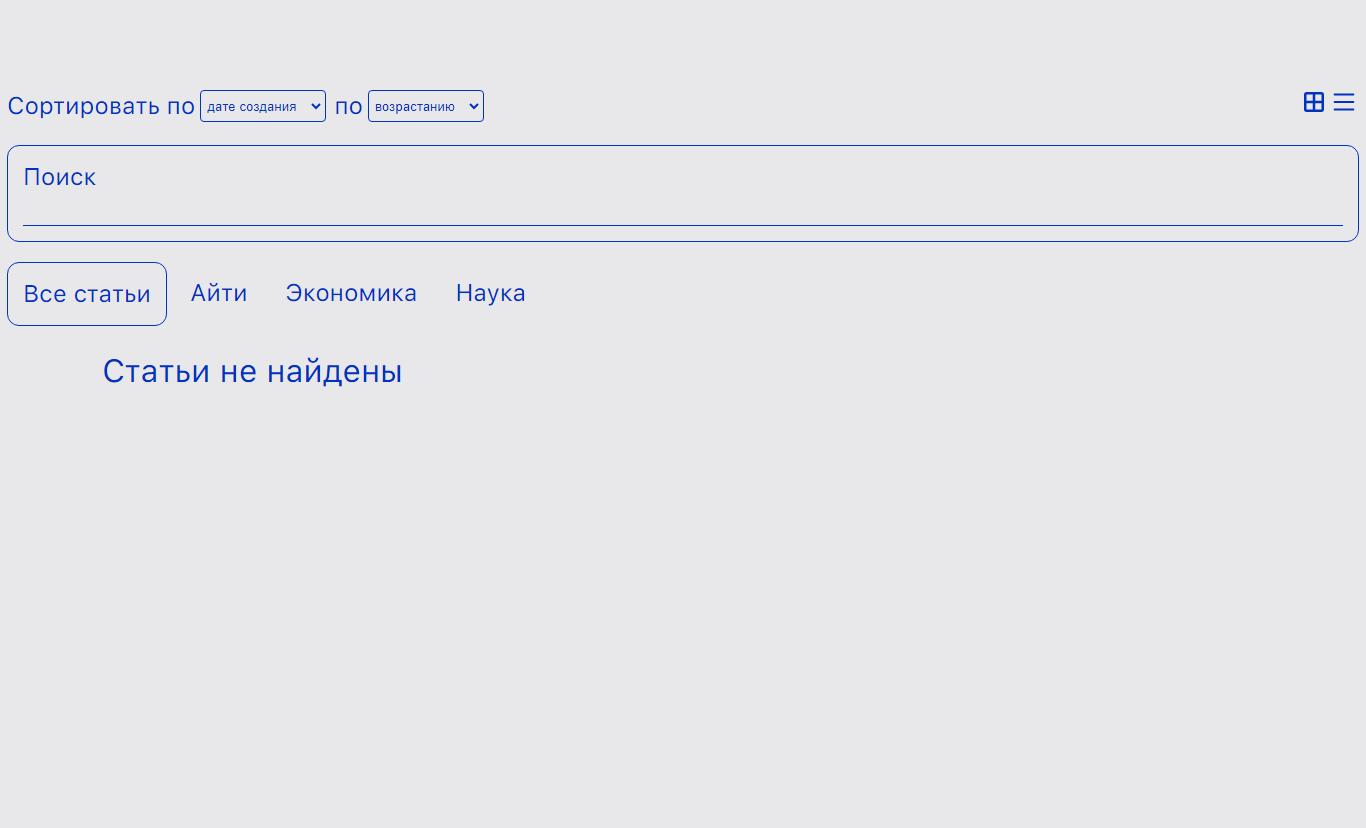 Сортировать по дате создания по возрастанию
Поиск
Все статьи Айти Экономика Наука
Статьи не найдены